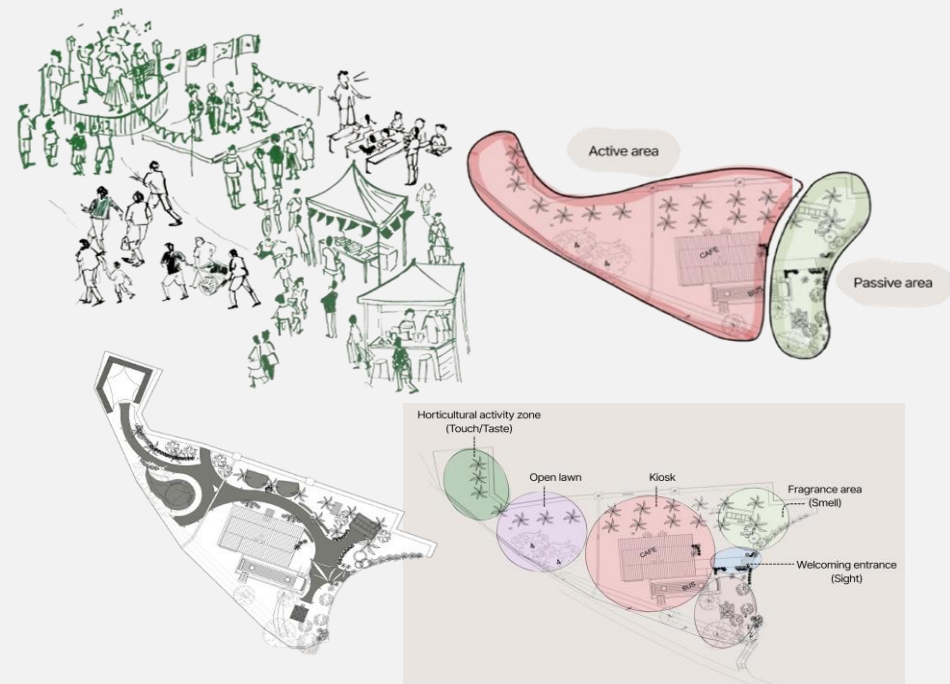 Active area
CAFE
BUS
Passive area
Horticultural activity zone
(Touch/Taste)
Open lawn
Kiosk
Fragrance area
(Smell)
CAFE
Welcoming entrance
(Sight)
BUS